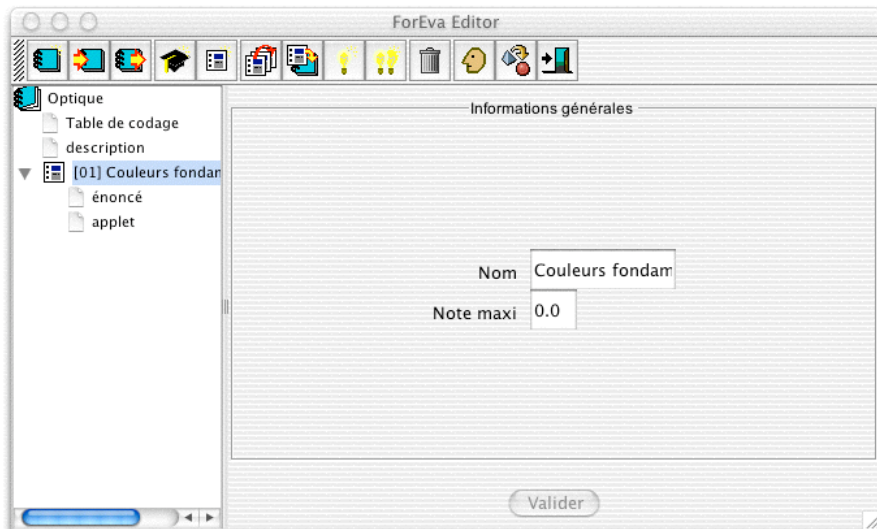 ForEva Editor
Optique
Table de codage
description
[01] Couleurs fondan
énoncé
applet
Informations générales
Nom Couleurs fondam
Note maxi 0.0
Valider